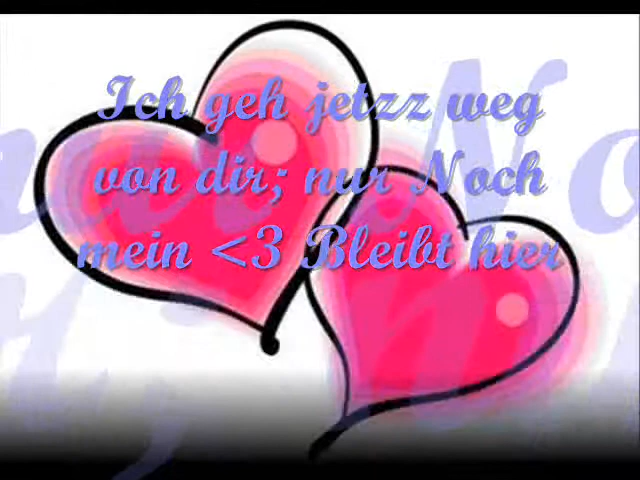 Ich geh jetzz weg
von dir; nur Noch
mein <3 Bleibt hier